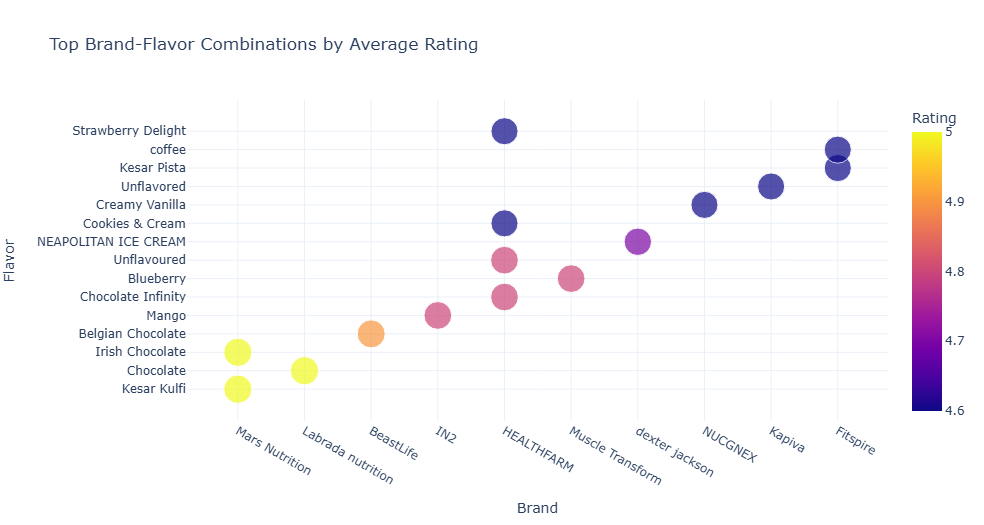 Top Brand-Flavor Combinations by Average Rating
Rating
5
4.9
4.8
4.7
4.6
Flavor
Strawberry Delight
coffee
Kesar Pista
Unflavored
Creamy Vanilla
Cookies & Cream
NEAPOLITAN ICE CREAM
Unflavoured
Blueberry
Chocolate Infinity
Mango
Belgian Chocolate
Irish Chocolate
Chocolate
Kesar Kulfi
Mars Nutrition
Labrada nutrition
BeastLife
IN2
HEALTHFARM
Muscle Transform
dexter jackson
NUCGNEX
Kapiva
Fitspire
Brand